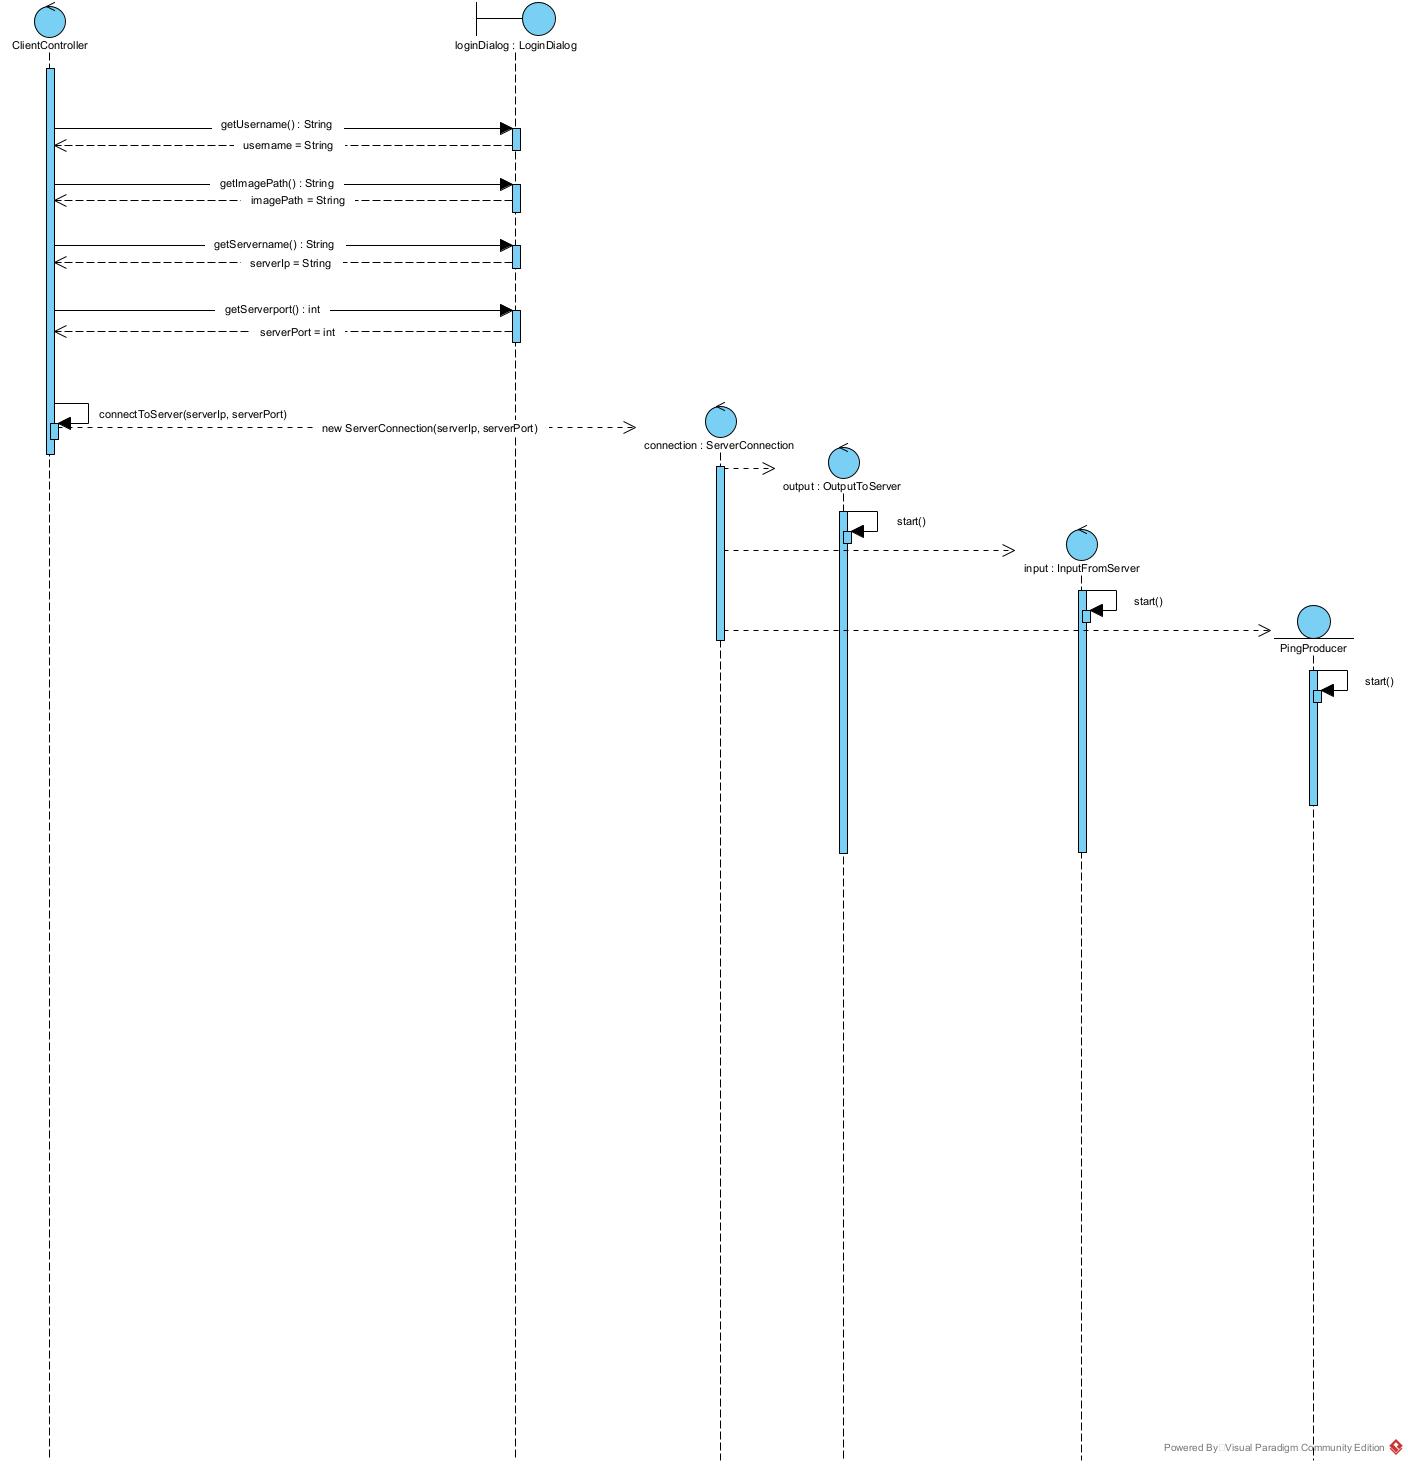 ClientController
loginDialog : LoginDialog
getUsername() : String
username = String
getImagePath() : String
imagePath = String
getServername() : String
serverIp = String
getServerport() : int
serverPort = int
connectToServer(serverIp, serverPort)
new ServerConnection(serverIp, serverPort)
connection : ServerConnection
output : OutputToServer
start()
input : InputFromServer
start()
PingProducer
start()
Powered By Visual Paradigm Community Edition